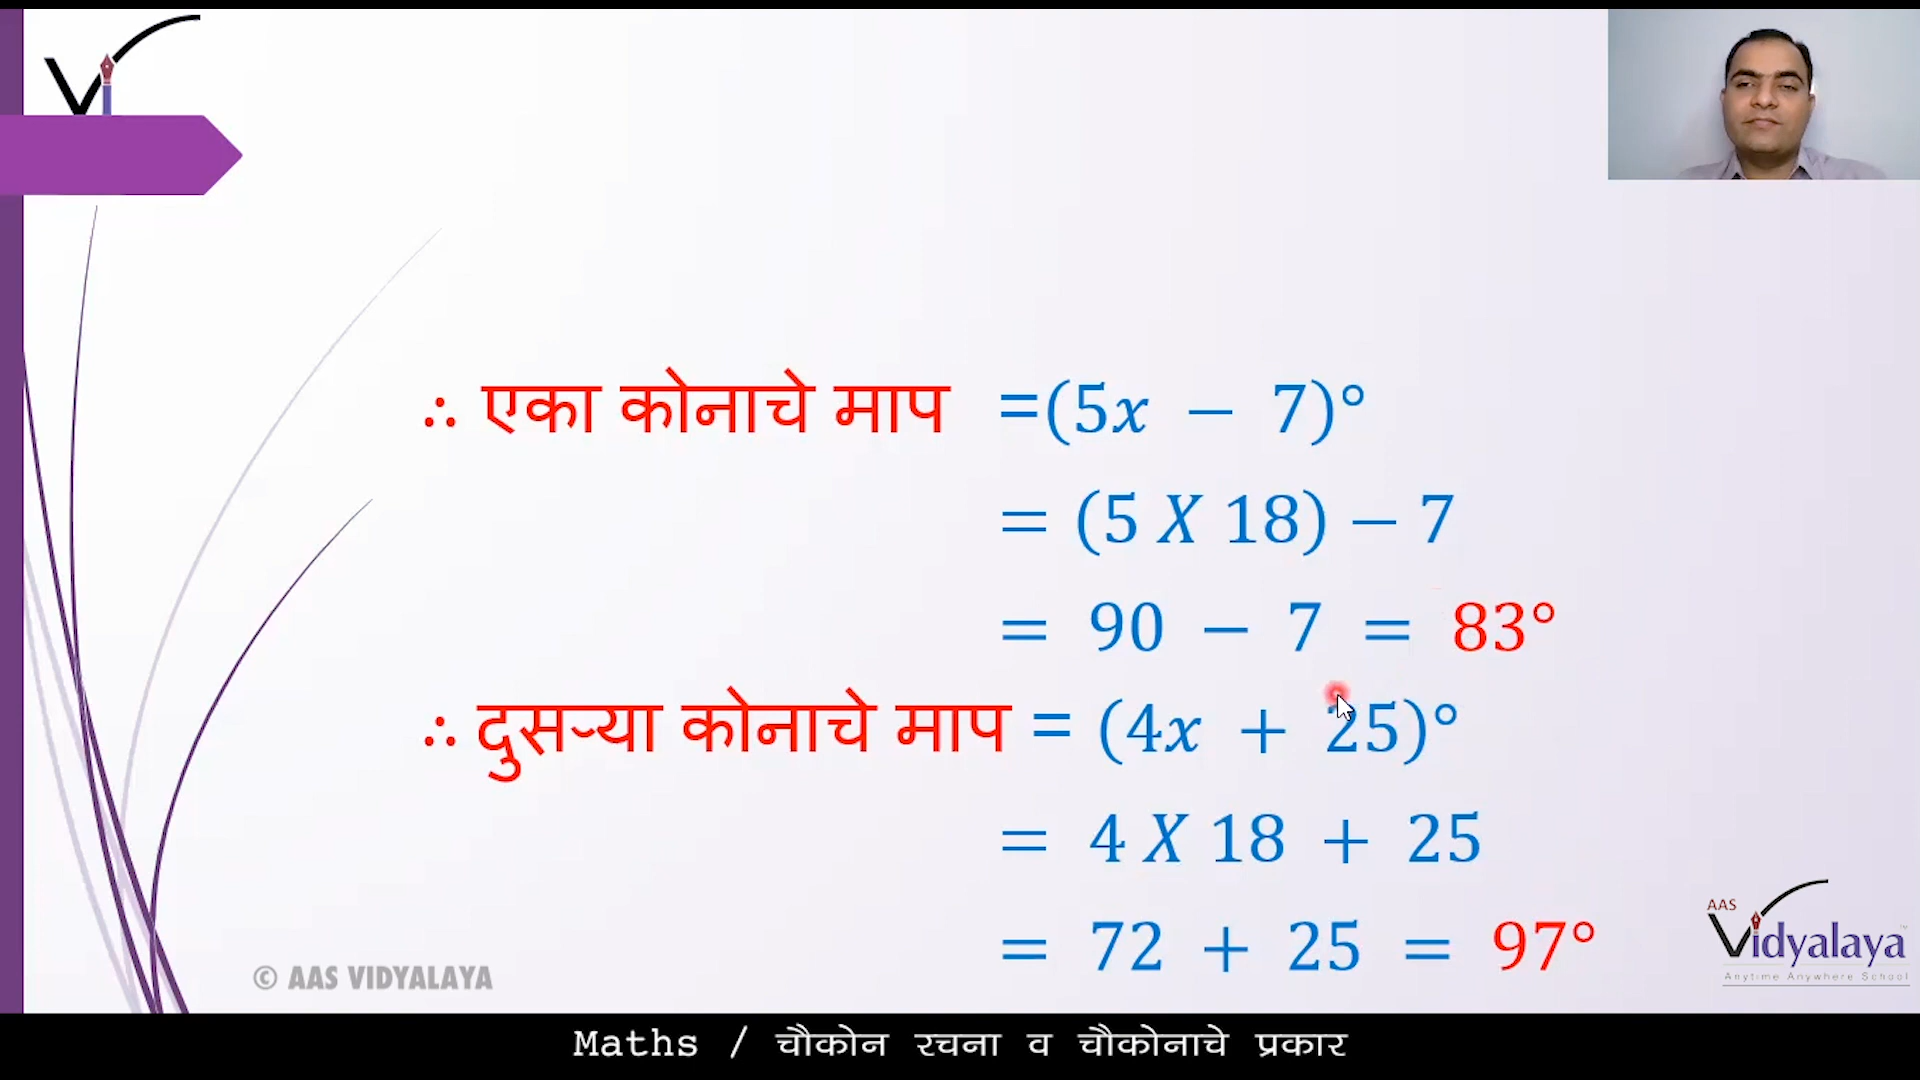 ∴ एका कोनाचे माप =(5x − 7)°
= (5 X 18) − 7
= 90 − 7 = 83°
∴ दुसऱ्या कोनाचे माप = (4x + 25)°
= 4 X 18 + 25
= 72 + 25 = 97°
© AAS VIDYALAYA
AAS
Vidyalaya
Anytime Anywhere School
Maths / चौकोन रचना व चौकोनाचे प्रकार